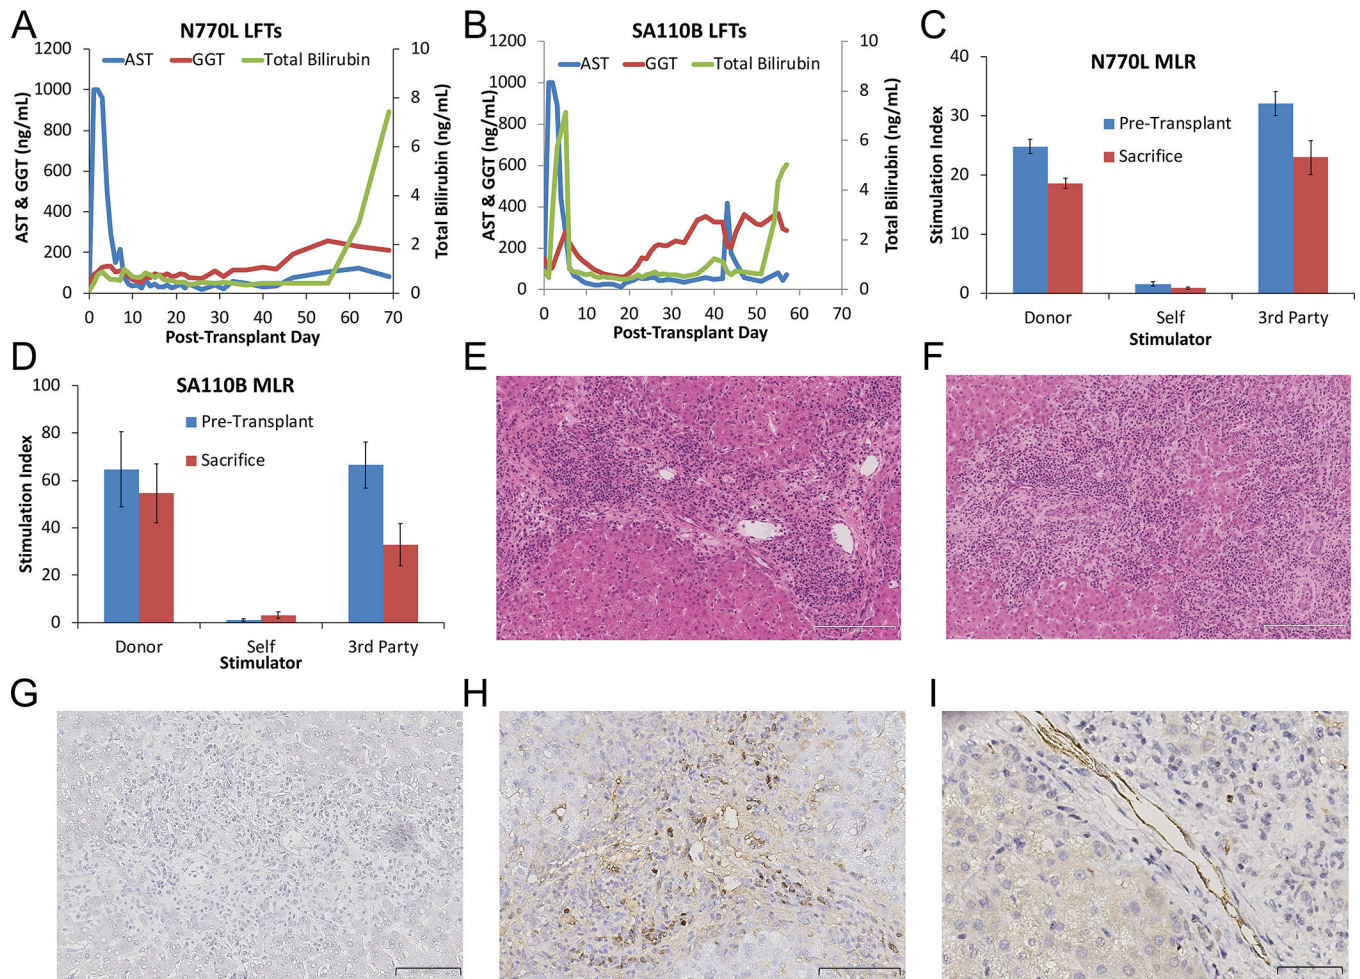 A
N770L LFTs
AST GGT Total Bilirubin
AST & GGT (ng/mL)
1200
1000
800
600
400
200
0
Total Bilirubin (ng/mL)
10
8
6
4
2
0
0 10 20 30 40 50 60 70
Post-Transplant Day
B
SA110B LFTs
AST GGT Total Bilirubin
AST & GGT (ng/mL)
1200
1000
800
600
400
200
0
Total Bilirubin (ng/mL)
10
8
6
4
2
0
0 10 20 30 40 50 60 70
Post-Transplant Day
C
N770L MLR
Pre-Transplant
Sacrifice
Stimulation Index
40
30
20
10
0
Donor Self 3rd Party
Stimulator
D
SA110B MLR
Pre-Transplant
Sacrifice
Stimulation Index
100
80
60
40
20
0
Donor Self 3rd Party
Stimulator
E
F
G
H
I